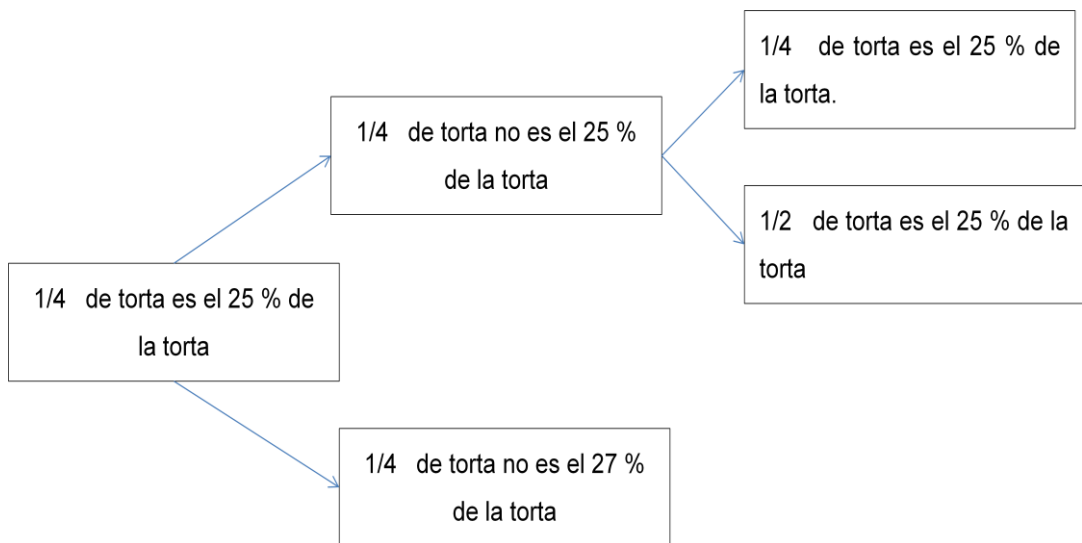 1/4 de torta es el 25 % de
la torta.
1/4 de torta no es el 25 %
de la torta
1/2 de torta es el 25 % de la
torta
1/4 de torta es el 25 % de
la torta
1/4 de torta no es el 27 %
de la torta